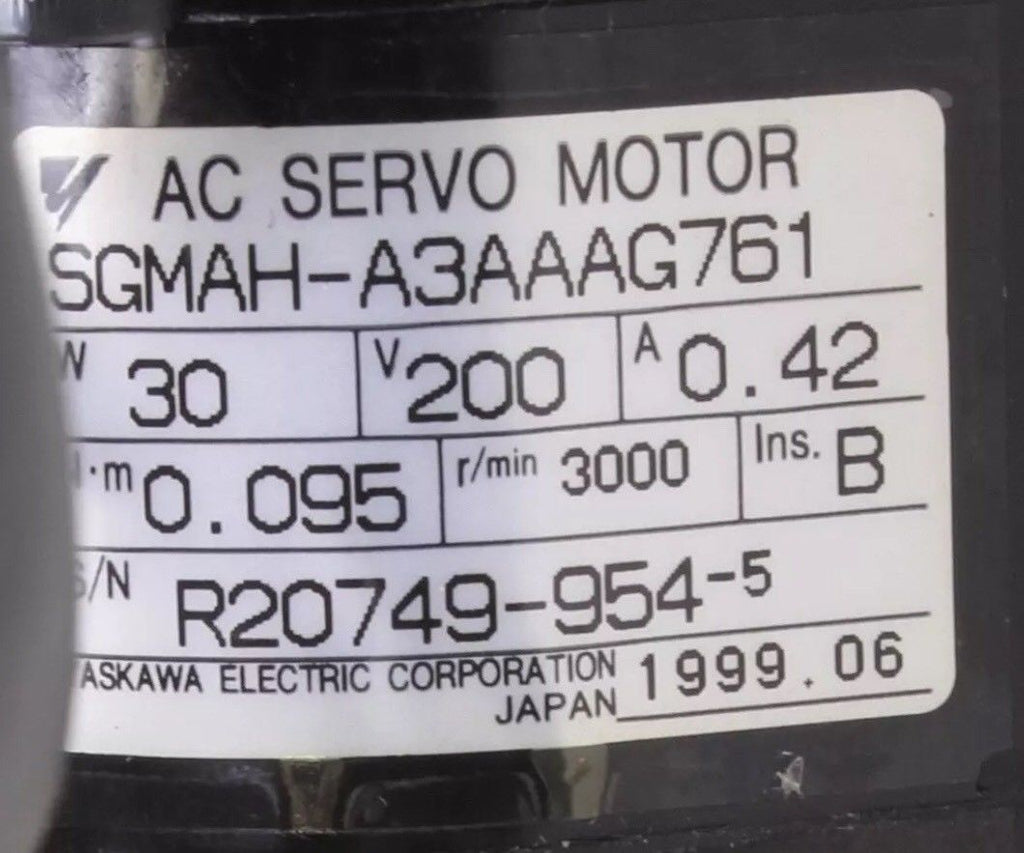 AC SERVO MOTOR
SGMAH-A3AAAG761
W 30 V 200 A 0.42
·m 0.095 r/min 3000 Ins. B
S/N R20749-954-5
YASKAWA ELECTRIC CORPORATION 1999.06
JAPAN